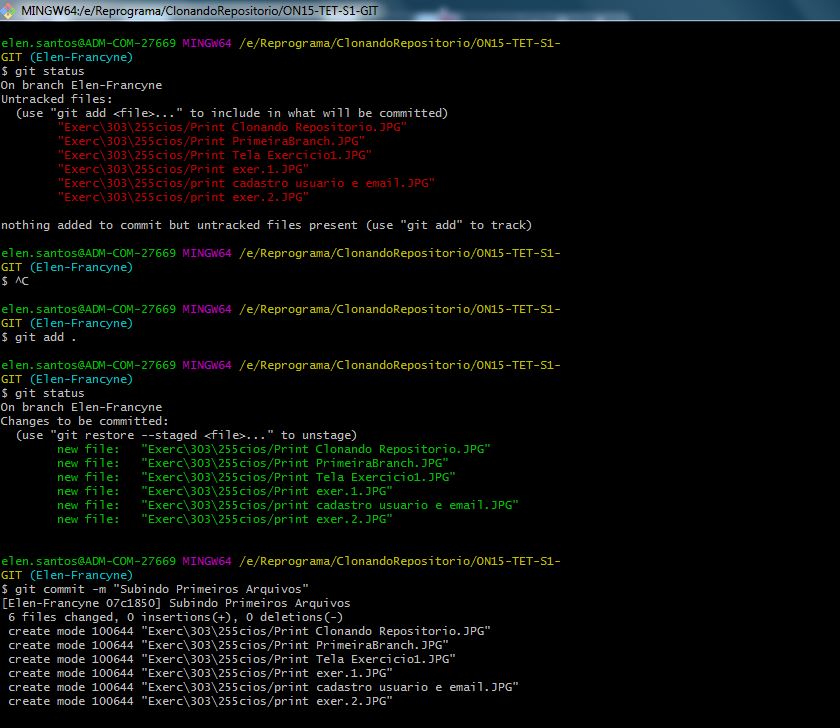 MINGW64:/e/Reprograma/ClonandoRepositorio/ON15-TET-S1-GIT
elen.santos@ADM-COM-27669 MINGW64 /e/Reprograma/ClonandoRepositorio/ON15-TET-S1-
GIT (Elen-Francyne)
$ git status
On branch Elen-Francyne
Untracked files:
  (use "git add <file>..." to include in what will be committed)
        "Exerc\303\255cios/Print Clonando Repositorio.JPG"
        "Exerc\303\255cios/Print PrimeiraBranch.JPG"
        "Exerc\303\255cios/Print Tela Exercicio1.JPG"
        "Exerc\303\255cios/Print exer.1.JPG"
        "Exerc\303\255cios/print cadastro usuario e email.JPG"
        "Exerc\303\255cios/print exer.2.JPG"
nothing added to commit but untracked files present (use "git add" to track)
elen.santos@ADM-COM-27669 MINGW64 /e/Reprograma/ClonandoRepositorio/ON15-TET-S1-
GIT (Elen-Francyne)
$ ^C
elen.santos@ADM-COM-27669 MINGW64 /e/Reprograma/ClonandoRepositorio/ON15-TET-S1-
GIT (Elen-Francyne)
$ git add .
elen.santos@ADM-COM-27669 MINGW64 /e/Reprograma/ClonandoRepositorio/ON15-TET-S1-
GIT (Elen-Francyne)
$ git status
On branch Elen-Francyne
Changes to be committed:
  (use "git restore --staged <file>..." to unstage)
        new file:   "Exerc\303\255cios/Print Clonando Repositorio.JPG"
        new file:   "Exerc\303\255cios/Print PrimeiraBranch.JPG"
        new file:   "Exerc\303\255cios/Print Tela Exercicio1.JPG"
        new file:   "Exerc\303\255cios/Print exer.1.JPG"
        new file:   "Exerc\303\255cios/print cadastro usuario e email.JPG"
        new file:   "Exerc\303\255cios/print exer.2.JPG"
elen.santos@ADM-COM-27669 MINGW64 /e/Reprograma/ClonandoRepositorio/ON15-TET-S1-
GIT (Elen-Francyne)
$ git commit -m "Subindo Primeiros Arquivos"
[Elen-Francyne 07c1850] Subindo Primeiros Arquivos
 6 files changed, 0 insertions(+), 0 deletions(-)
 create mode 100644 "Exerc\303\255cios/Print Clonando Repositorio.JPG"
 create mode 100644 "Exerc\303\255cios/Print PrimeiraBranch.JPG"
 create mode 100644 "Exerc\303\255cios/Print Tela Exercicio1.JPG"
 create mode 100644 "Exerc\303\255cios/Print exer.1.JPG"
 create mode 100644 "Exerc\303\255cios/print cadastro usuario e email.JPG"
 create mode 100644 "Exerc\303\255cios/print exer.2.JPG"